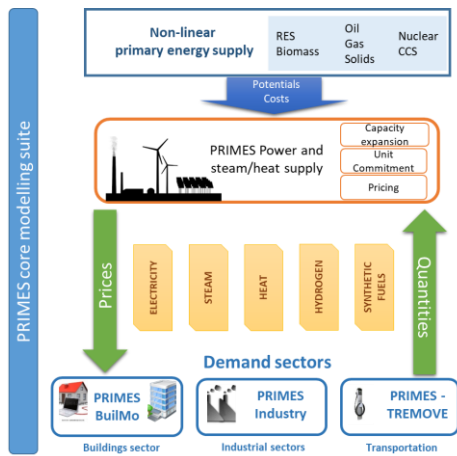 PRIMES core modelling suite
Non-linear
primary energy supply
RES
Biomass
Oil
Gas
Solids
Nuclear
CCS
Potentials
Costs
PRIMES Power and
steam/heat supply
Capacity
expansion
Unit
Commitment
Pricing
Prices
ELECTRICITY
STEAM
HEAT
HYDROGEN
SYNTHETIC
FUELS
Quantities
Demand sectors
PRIMES
BuilMo
PRIMES
Industry
PRIMES -
TREMOVE
Buildings sector
Industrial sectors
Transportation